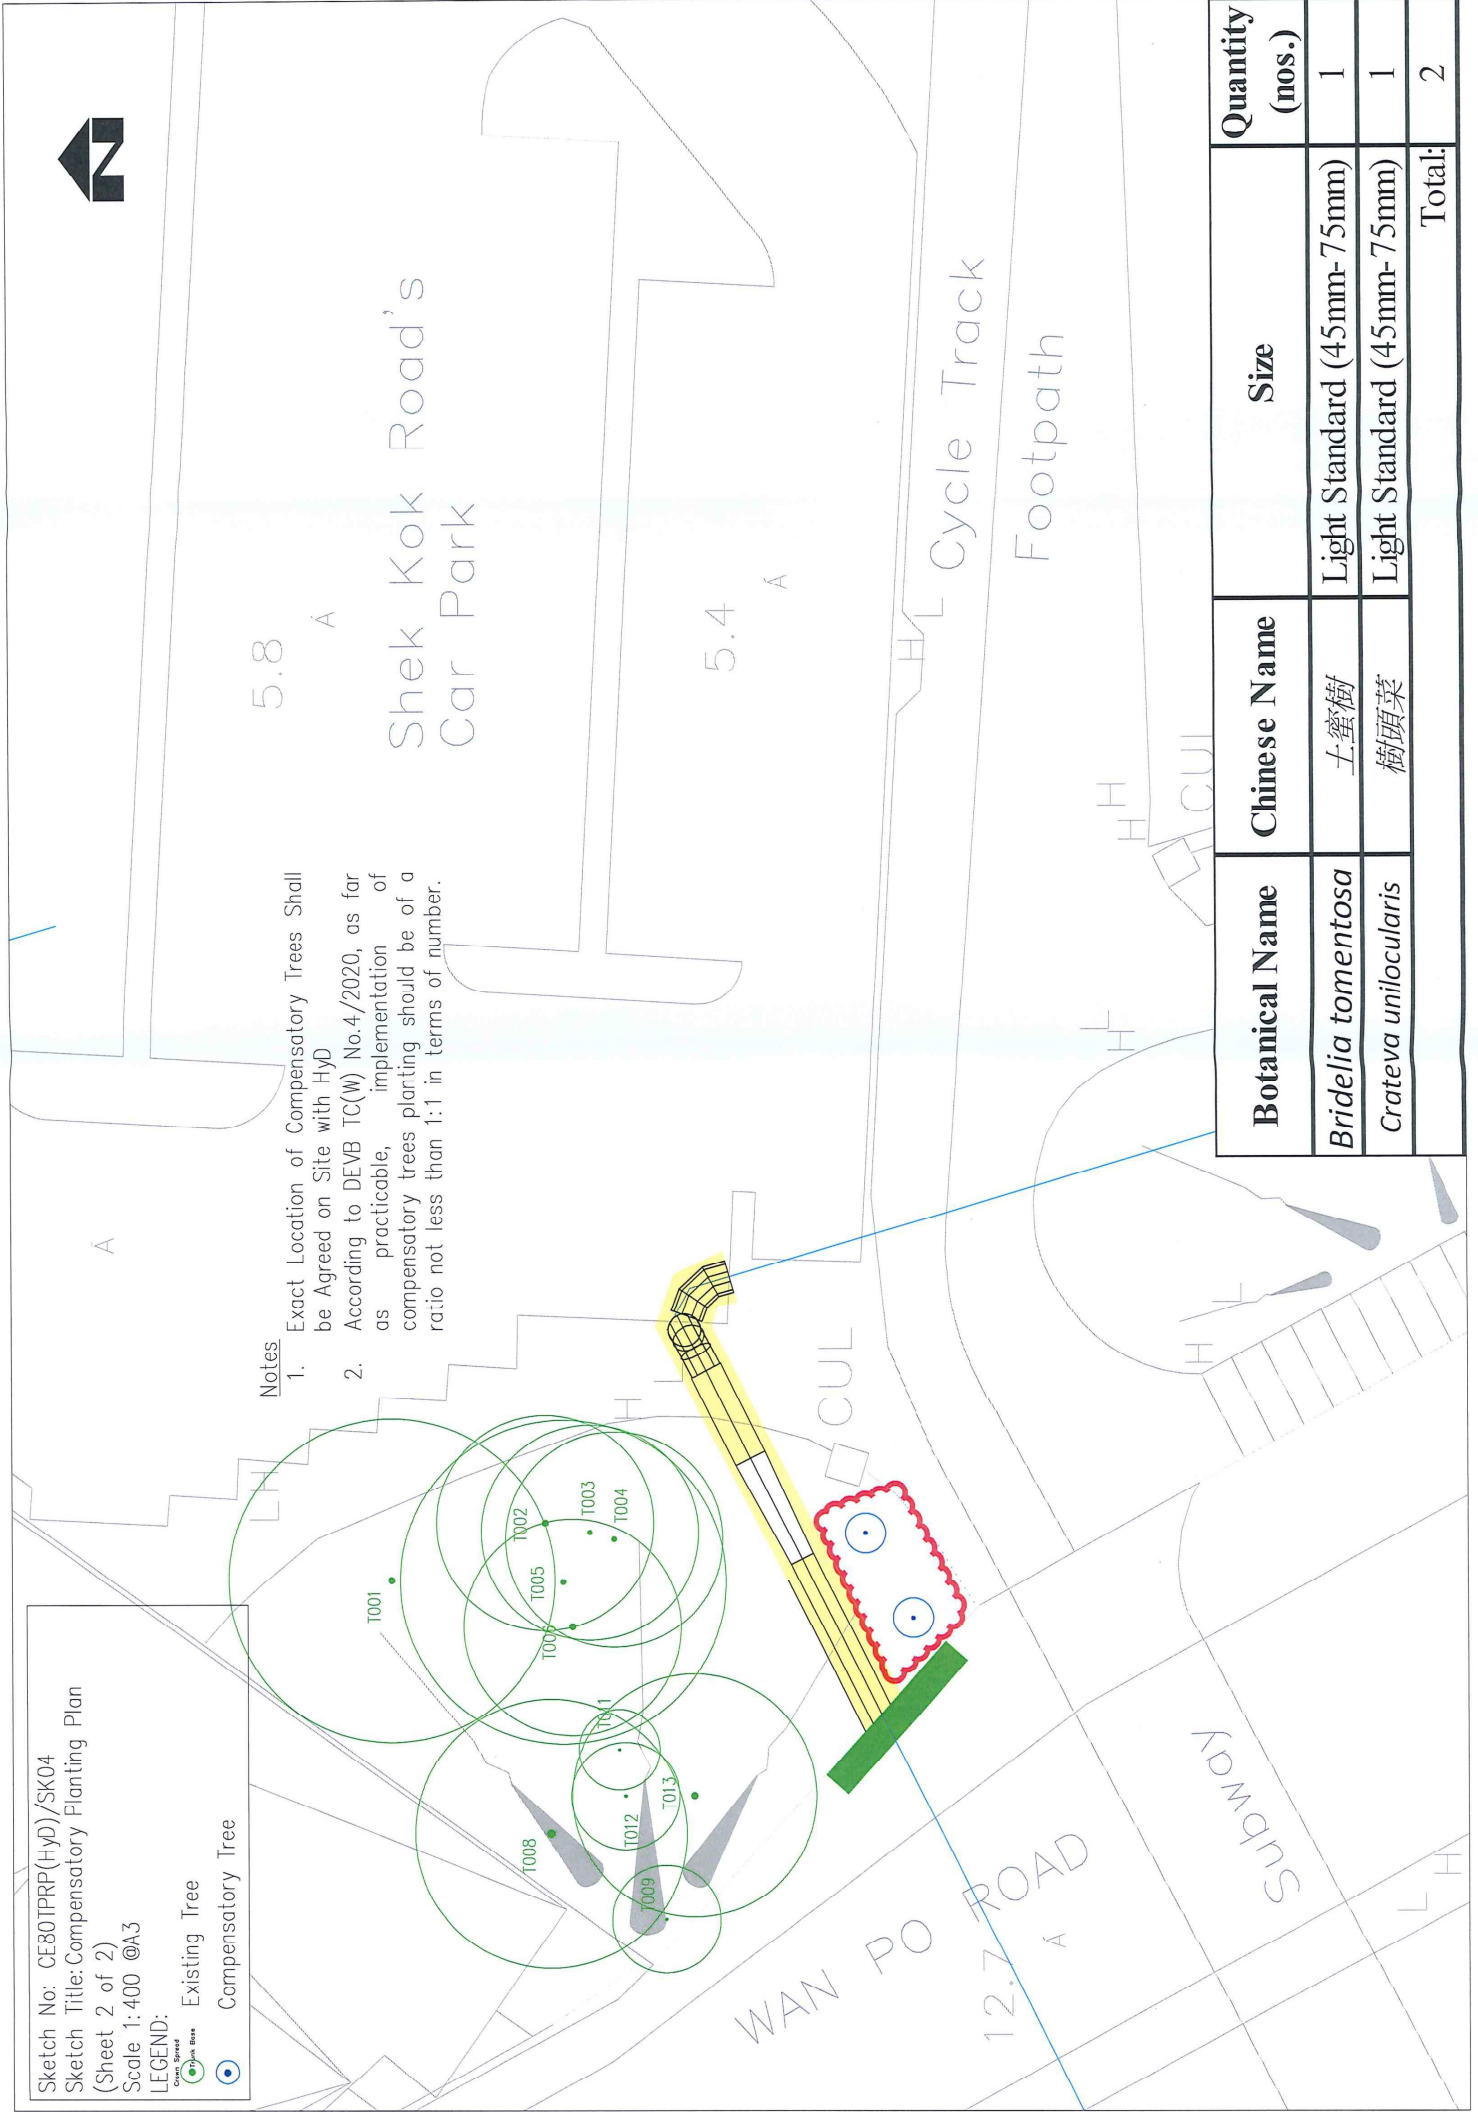 Sketch No: CE80TPRP(HyD)/SK04
Sketch Title: Compensatory Planting Plan
(Sheet 2 of 2)
Scale 1:400 @A3
LEGEND:
Crown Spread
Trunk Base
Existing Tree
Compensatory Tree
N
Notes
1. Exact Location of Compensatory Trees Shall
be Agreed on Site with HyD
2. According to DEVB TC(W) No.4/2020, as far
as practicable, implementation of
compensatory trees planting should be of a
ratio not less than 1:1 in terms of number.
5.8
A
Shek Kok Road's
Car Park
A
5.4
A
T001
T002
T003
T004
T005
T006
T008
T009
T011
T012
T013
LH
H
L
CUL
H
L
Cycle Track
Footpath
H
H
CUL
H
L
H
L
WAN PO ROAD
12.7
A
Subway
L
H
Botanical Name Chinese Name Size Quantity
(nos.)
Bridelia tomentosa 土蜜樹 Light Standard (45mm-75mm) 1
Crateva unilocularis 樹頭菜 Light Standard (45mm-75mm) 1
Total: 2